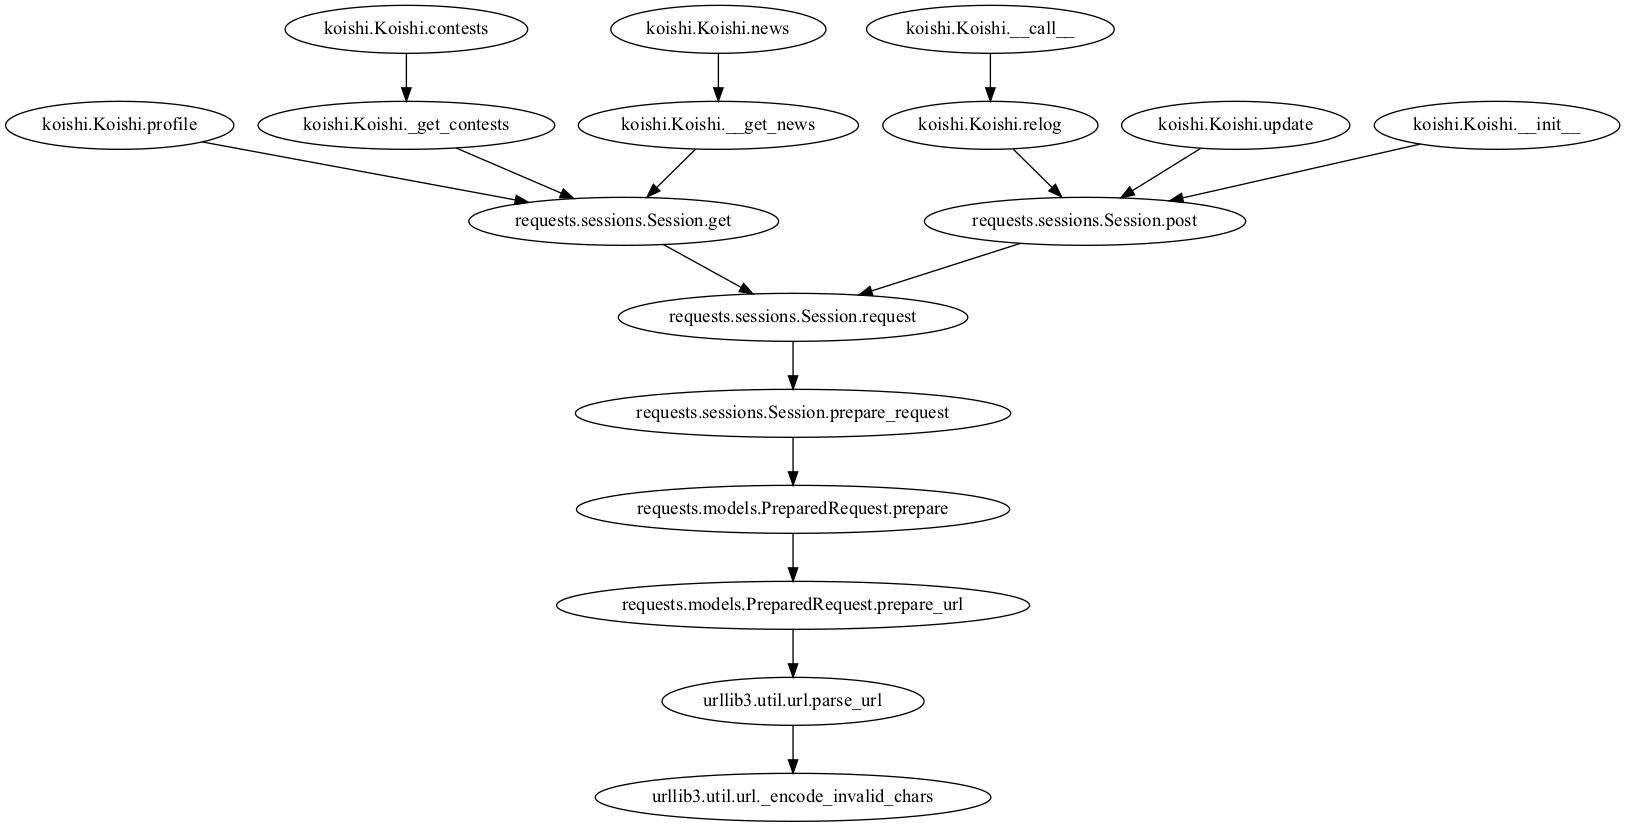 koishi.Koishi.contests
koishi.Koishi.news
koishi.Koishi.__call__
koishi.Koishi.profile
koishi.Koishi._get_contests
koishi.Koishi.__get_news
koishi.Koishi.relog
koishi.Koishi.update
koishi.Koishi.__init__
requests.sessions.Session.get
requests.sessions.Session.post
requests.sessions.Session.request
requests.sessions.Session.prepare_request
requests.models.PreparedRequest.prepare
requests.models.PreparedRequest.prepare_url
urllib3.util.url.parse_url
urllib3.util.url._encode_invalid_chars